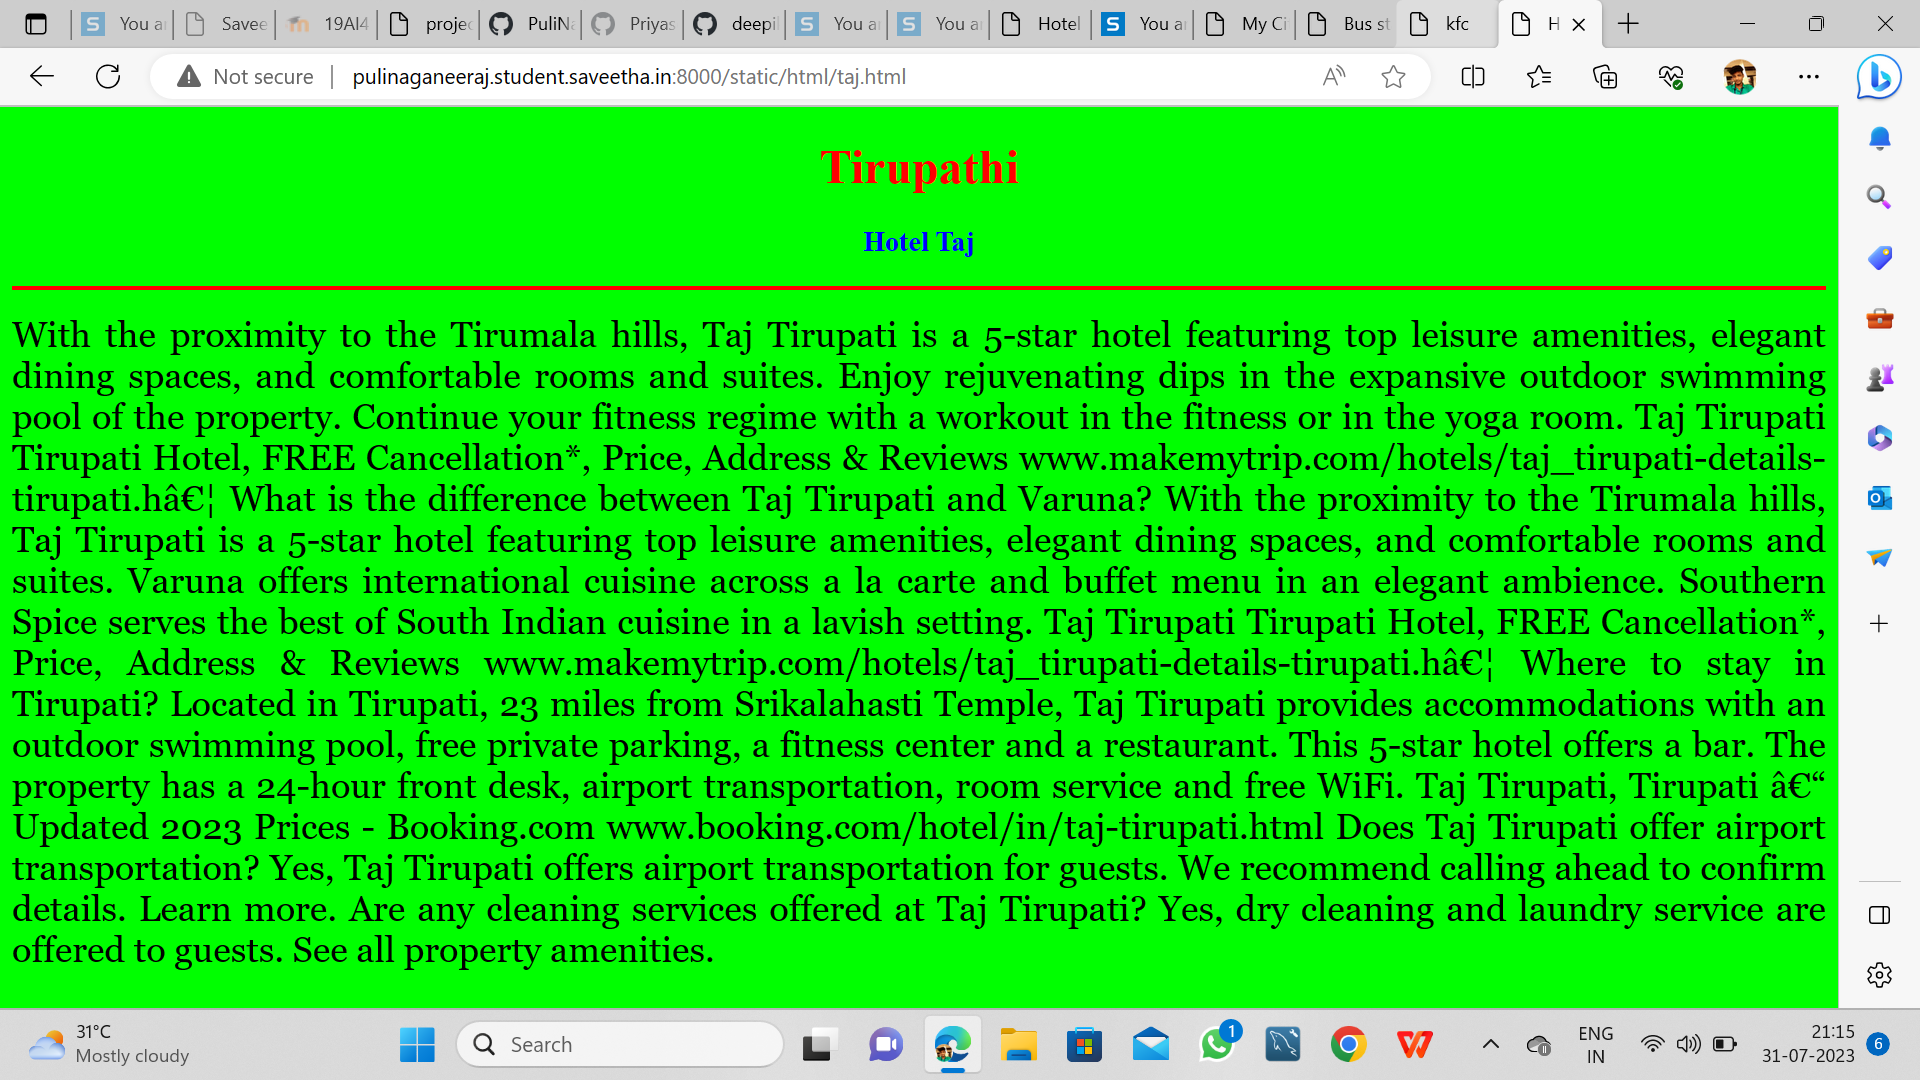 You a
Savee
19AI4
projec
PuliNa
Priyas
deepil
You a
You a
Hotel
You a
My Ci
Bus st
kfc
H
Not secure
pulinaganeeraj.student.saveetha.in:8000/static/html/taj.html
Tirupathi
Hotel Taj
With the proximity to the Tirumala hills, Taj Tirupati is a 5-star hotel featuring top leisure amenities, elegant
dining spaces, and comfortable rooms and suites. Enjoy rejuvenating dips in the expansive outdoor swimming
pool of the property. Continue your fitness regime with a workout in the fitness or in the yoga room. Taj Tirupati
Tirupati Hotel, FREE Cancellation*, Price, Address & Reviews www.makemytrip.com/hotels/taj_tirupati-details-
tirupati.hâ€¦ What is the difference between Taj Tirupati and Varuna? With the proximity to the Tirumala hills,
Taj Tirupati is a 5-star hotel featuring top leisure amenities, elegant dining spaces, and comfortable rooms and
suites. Varuna offers international cuisine across a la carte and buffet menu in an elegant ambience. Southern
Spice serves the best of South Indian cuisine in a lavish setting. Taj Tirupati Tirupati Hotel, FREE Cancellation*,
Price, Address & Reviews www.makemytrip.com/hotels/taj_tirupati-details-tirupati.hâ€¦ Where to stay in
Tirupati? Located in Tirupati, 23 miles from Srikalahasti Temple, Taj Tirupati provides accommodations with an
outdoor swimming pool, free private parking, a fitness center and a restaurant. This 5-star hotel offers a bar. The
property has a 24-hour front desk, airport transportation, room service and free WiFi. Taj Tirupati, Tirupati â€“
Updated 2023 Prices - Booking.com www.booking.com/hotel/in/taj-tirupati.html Does Taj Tirupati offer airport
transportation? Yes, Taj Tirupati offers airport transportation for guests. We recommend calling ahead to confirm
details. Learn more. Are any cleaning services offered at Taj Tirupati? Yes, dry cleaning and laundry service are
offered to guests. See all property amenities.
31°C
Mostly cloudy
Search
1
ENG
IN
21:15
31-07-2023
6